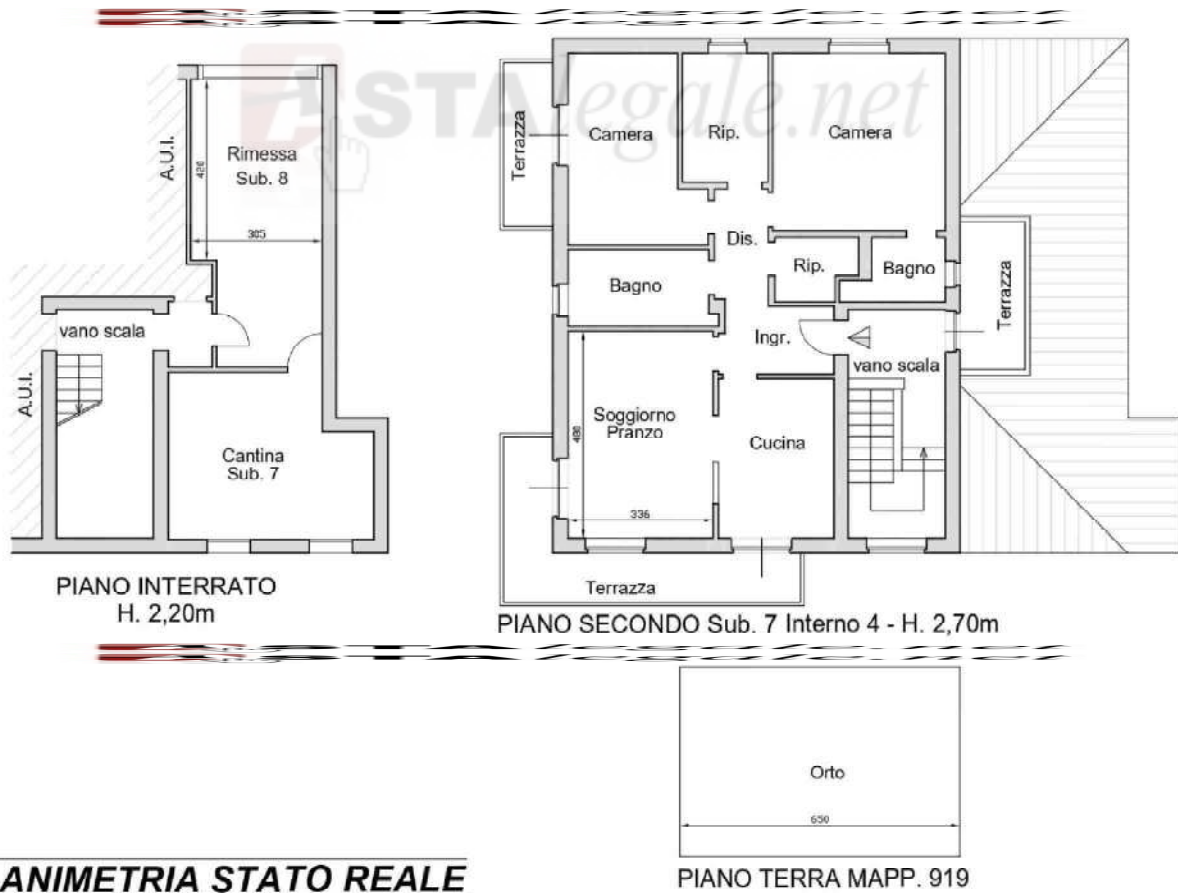 ASTAlegale.net
A.U.I.
Rimessa
Sub. 8
426
305
vano scala
A.U.I.
Cantina
Sub. 7
PIANO INTERRATO
H. 2,20m
Terrazza
Camera
Rip.
Camera
Dis.
Rip.
Bagno
Bagno
Terrazza
Ingr.
vano scala
Soggiorno
Pranzo
480
336
Cucina
Terrazza
PIANO SECONDO Sub. 7 Interno 4 - H. 2,70m
Orto
650
PIANO TERRA MAPP. 919
ANIMETRIA STATO REALE